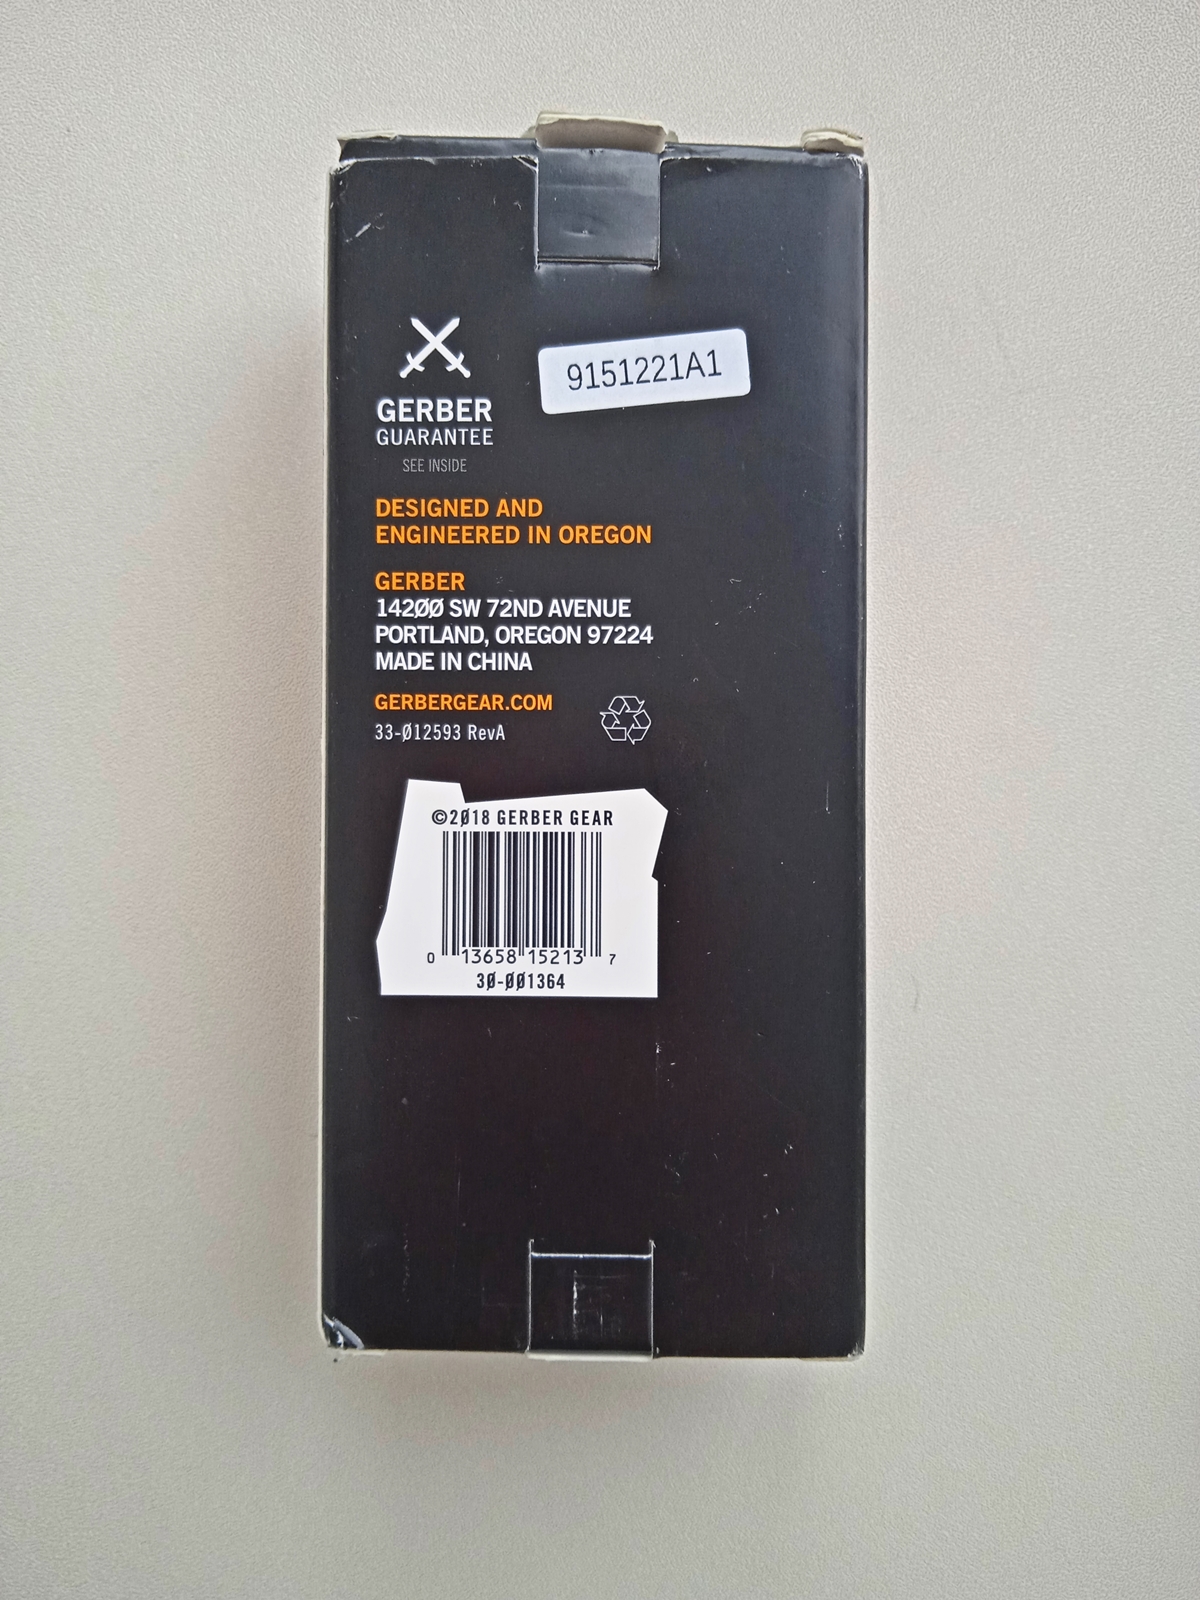 GERBER
GUARANTEE
SEE INSIDE
9151221A1
DESIGNED AND
ENGINEERED IN OREGON
GERBER
142ØØ SW 72ND AVENUE
PORTLAND, OREGON 97224
MADE IN CHINA
GERBERGEAR.COM
33-Ø12593 RevA
©2Ø18 GERBER GEAR
0 13658 15213 7
3Ø-ØØ1364